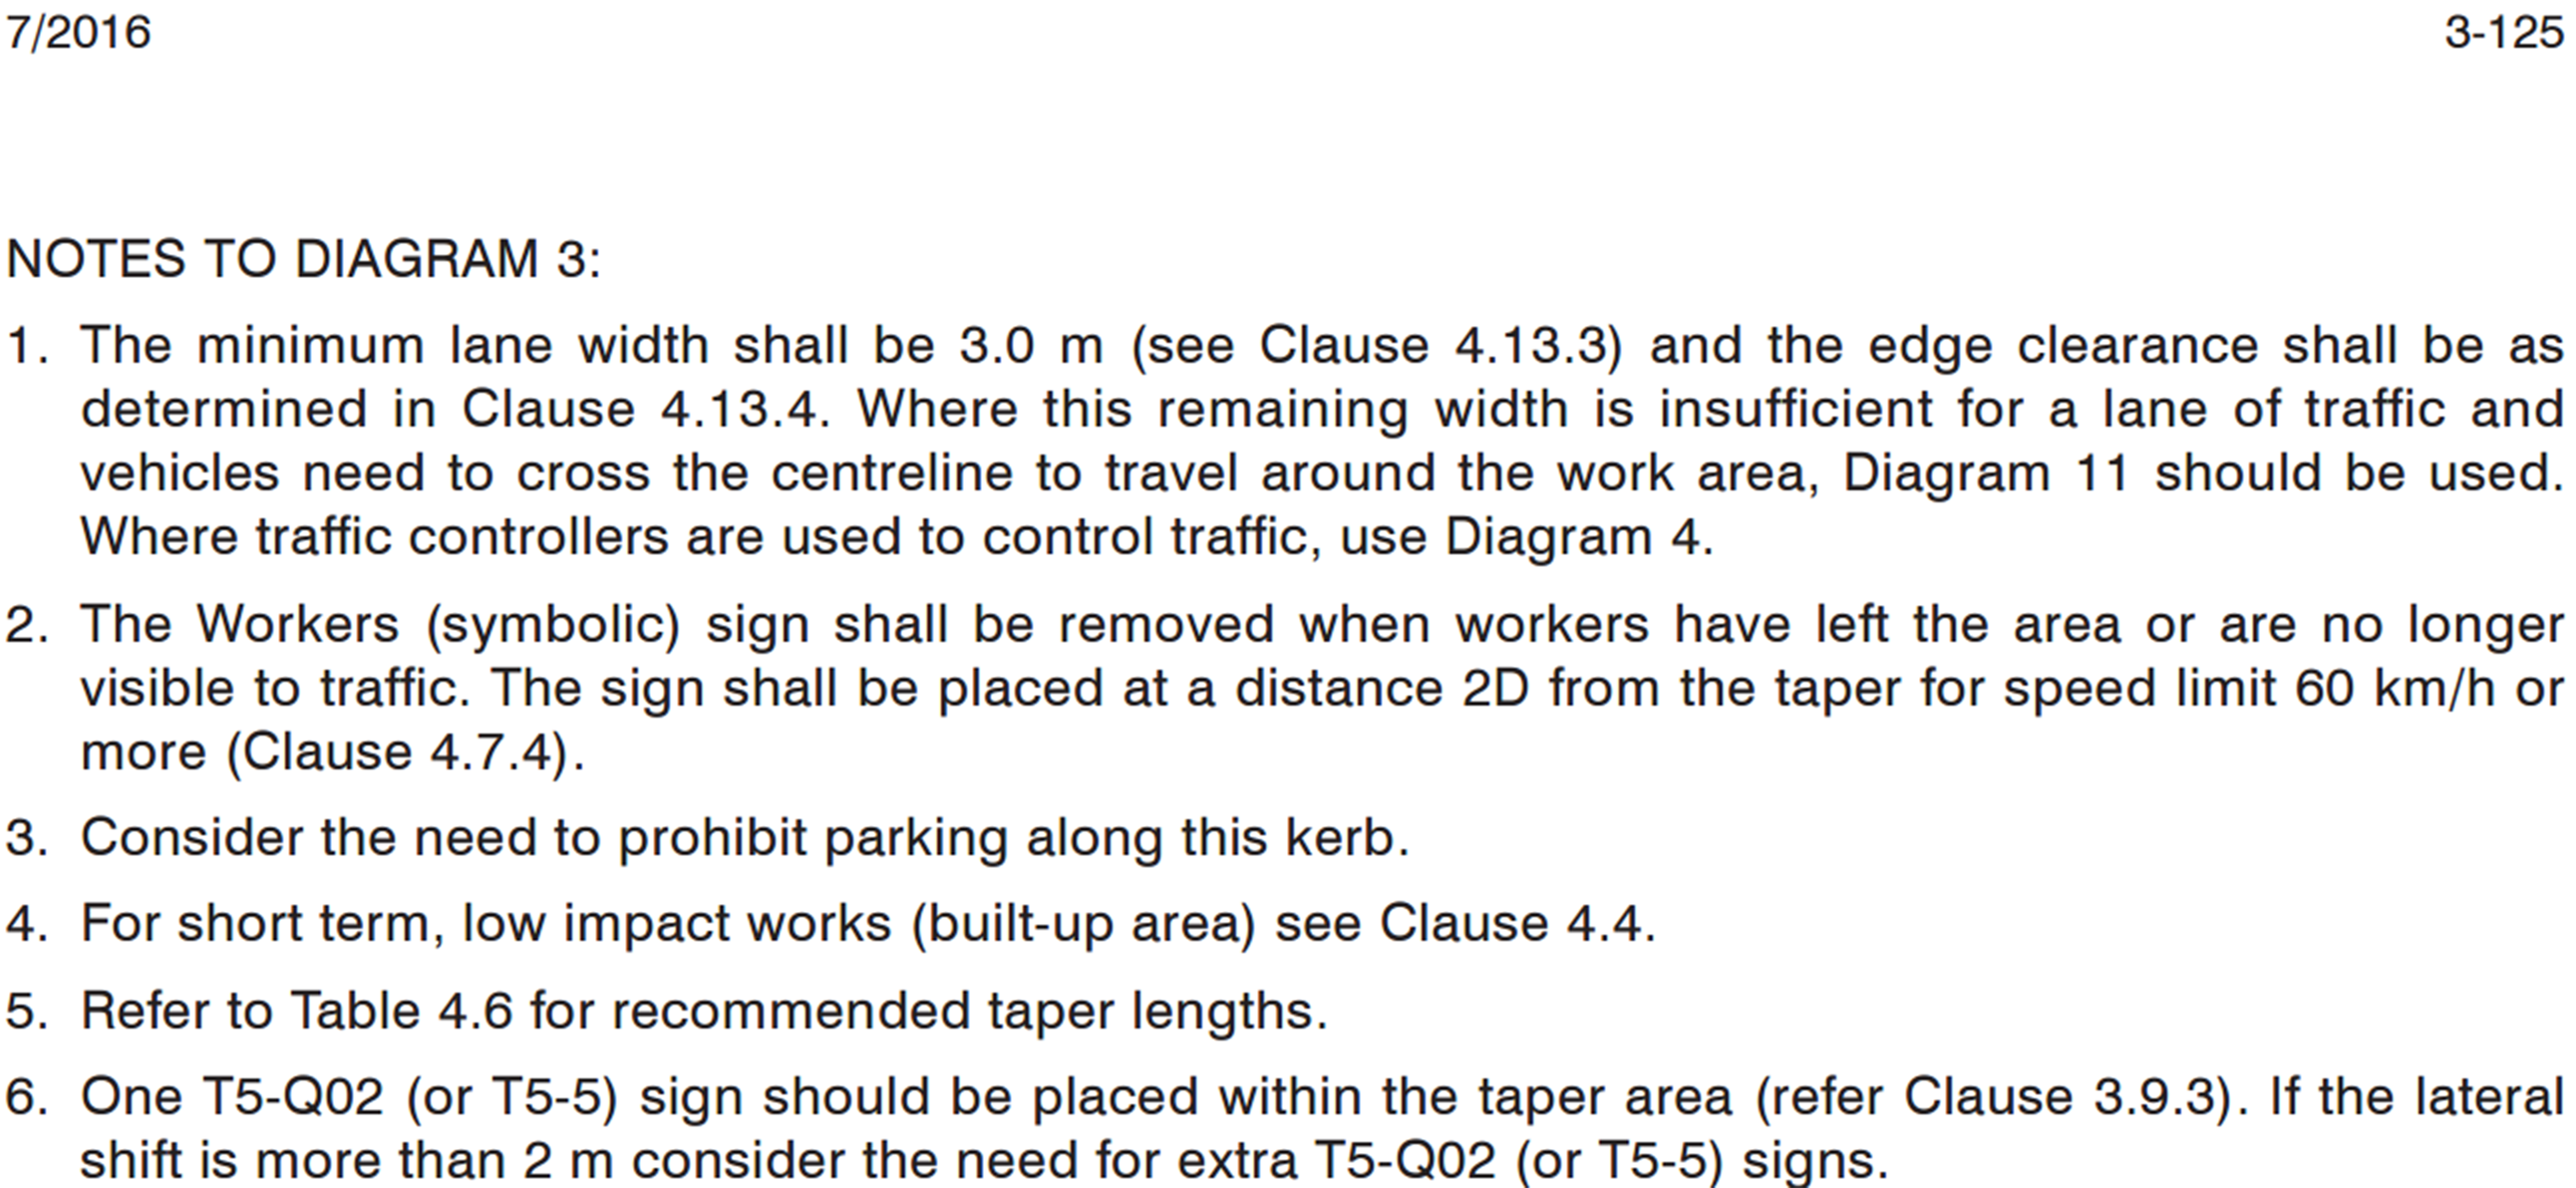 7/2016 3-125
NOTES TO DIAGRAM 3:
1. The minimum lane width shall be 3.0 m (see Clause 4.13.3) and the edge clearance shall be as
determined in Clause 4.13.4. Where this remaining width is insufficient for a lane of traffic and
vehicles need to cross the centreline to travel around the work area, Diagram 11 should be used.
Where traffic controllers are used to control traffic, use Diagram 4.
2. The Workers (symbolic) sign shall be removed when workers have left the area or are no longer
visible to traffic. The sign shall be placed at a distance 2D from the taper for speed limit 60 km/h or
more (Clause 4.7.4).
3. Consider the need to prohibit parking along this kerb.
4. For short term, low impact works (built-up area) see Clause 4.4.
5. Refer to Table 4.6 for recommended taper lengths.
6. One T5-Q02 (or T5-5) sign should be placed within the taper area (refer Clause 3.9.3). If the lateral
shift is more than 2 m consider the need for extra T5-Q02 (or T5-5) signs.